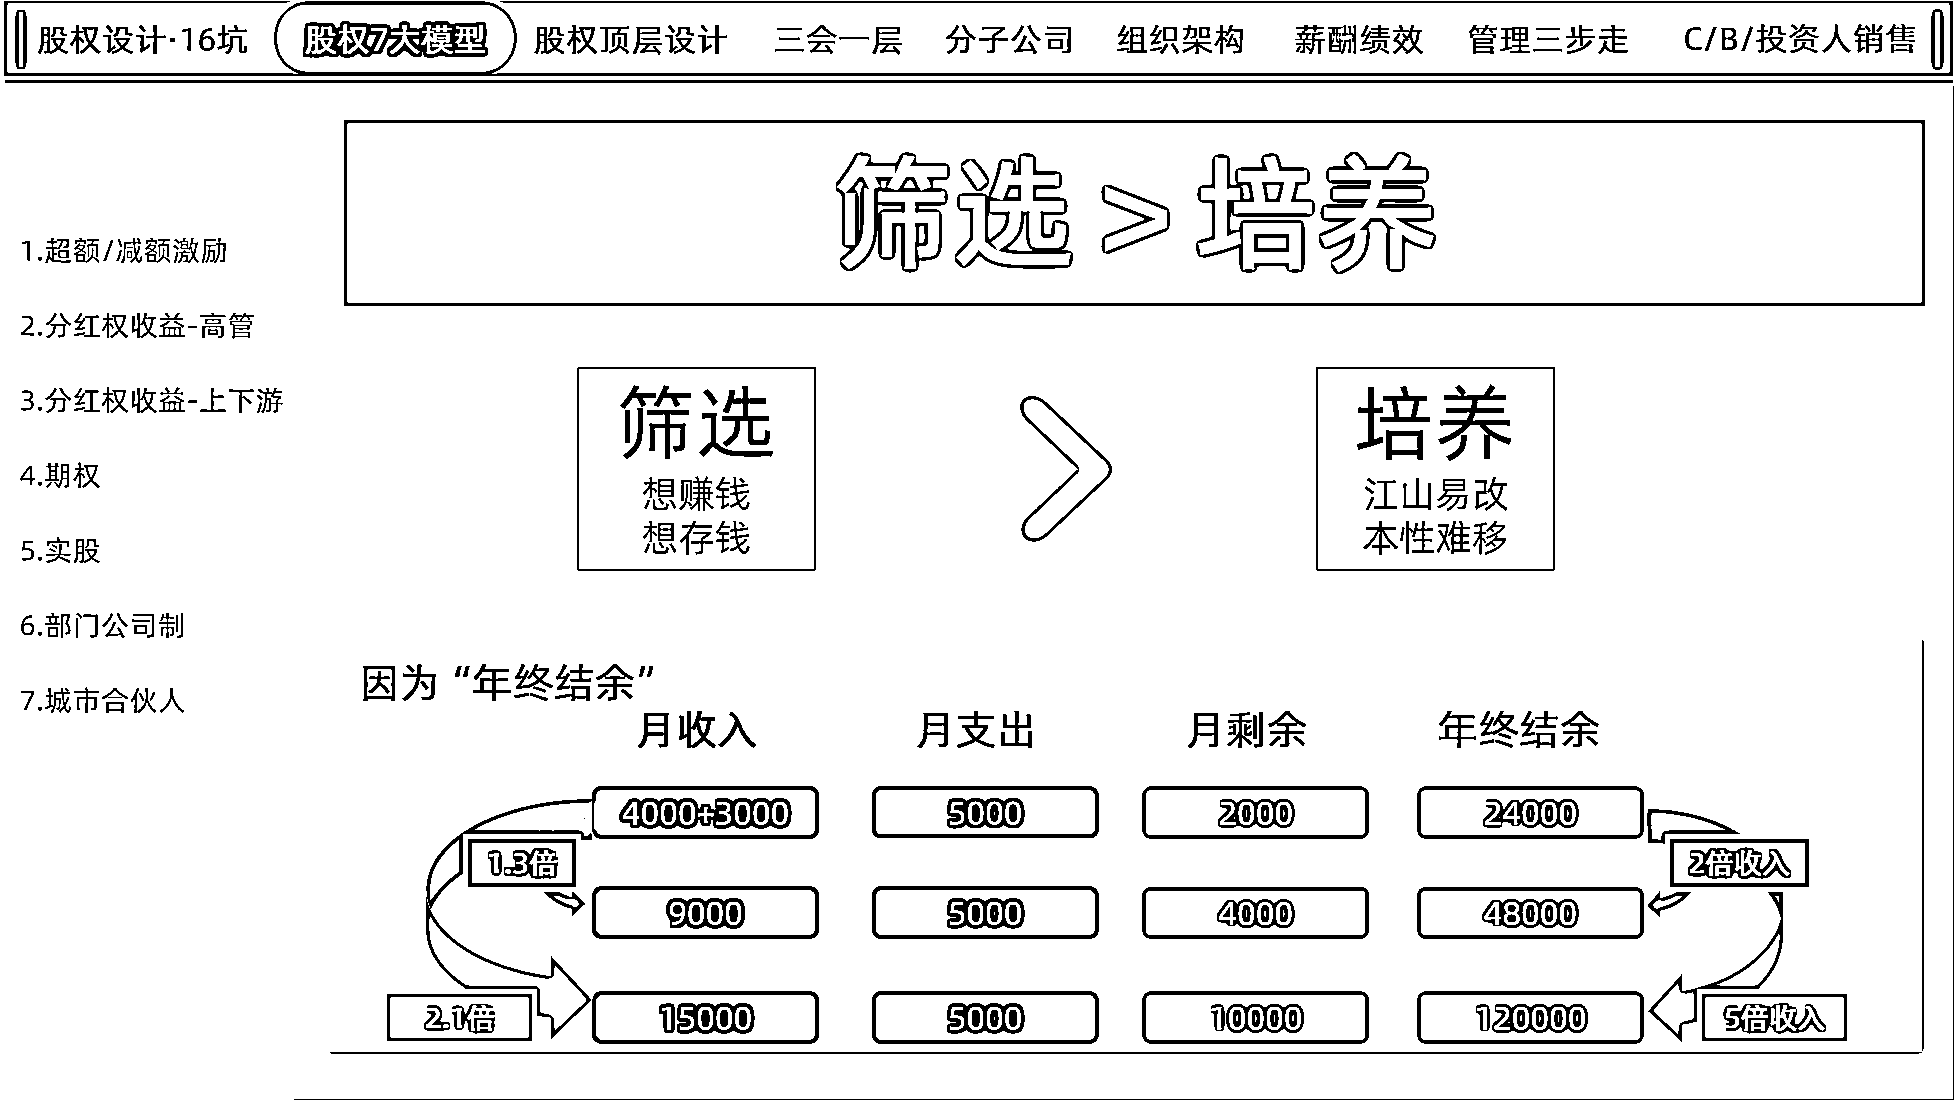 股权设计·16坑 股权7大模型 股权顶层设计 三会一层 分子公司 组织架构 薪酬绩效 管理三步走 C/B/投资人销售
筛选>培养
1.超额/减额激励
2.分红权收益-高管
3.分红权收益-上下游
4.期权
5.实股
6.部门公司制
7.城市合伙人
筛选
想赚钱
想存钱
培养
江山易改
本性难移
因为“年终结余”
月收入 月支出 月剩余 年终结余
4000+3000 5000 2000 24000
1.3倍 2倍收入
9000 5000 4000 48000
2.1倍 15000 5000 10000 120000 5倍收入